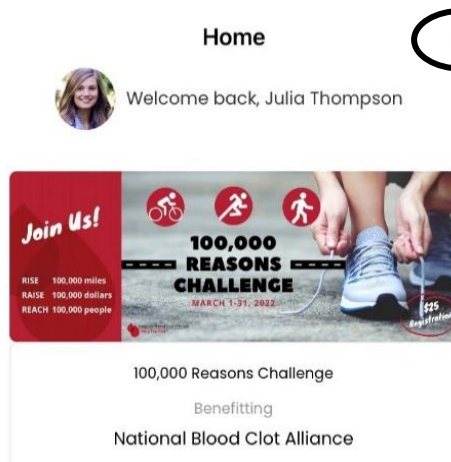 Home
Welcome back, Julia Thompson
Join Us!
RISE 100,000 miles
RAISE 100,000 dollars
REACH 100,000 people
100,000
REASONS
CHALLENGE
MARCH 1-31, 2022
$25
Registration
100,000 Reasons Challenge
Benefitting
National Blood Clot Alliance